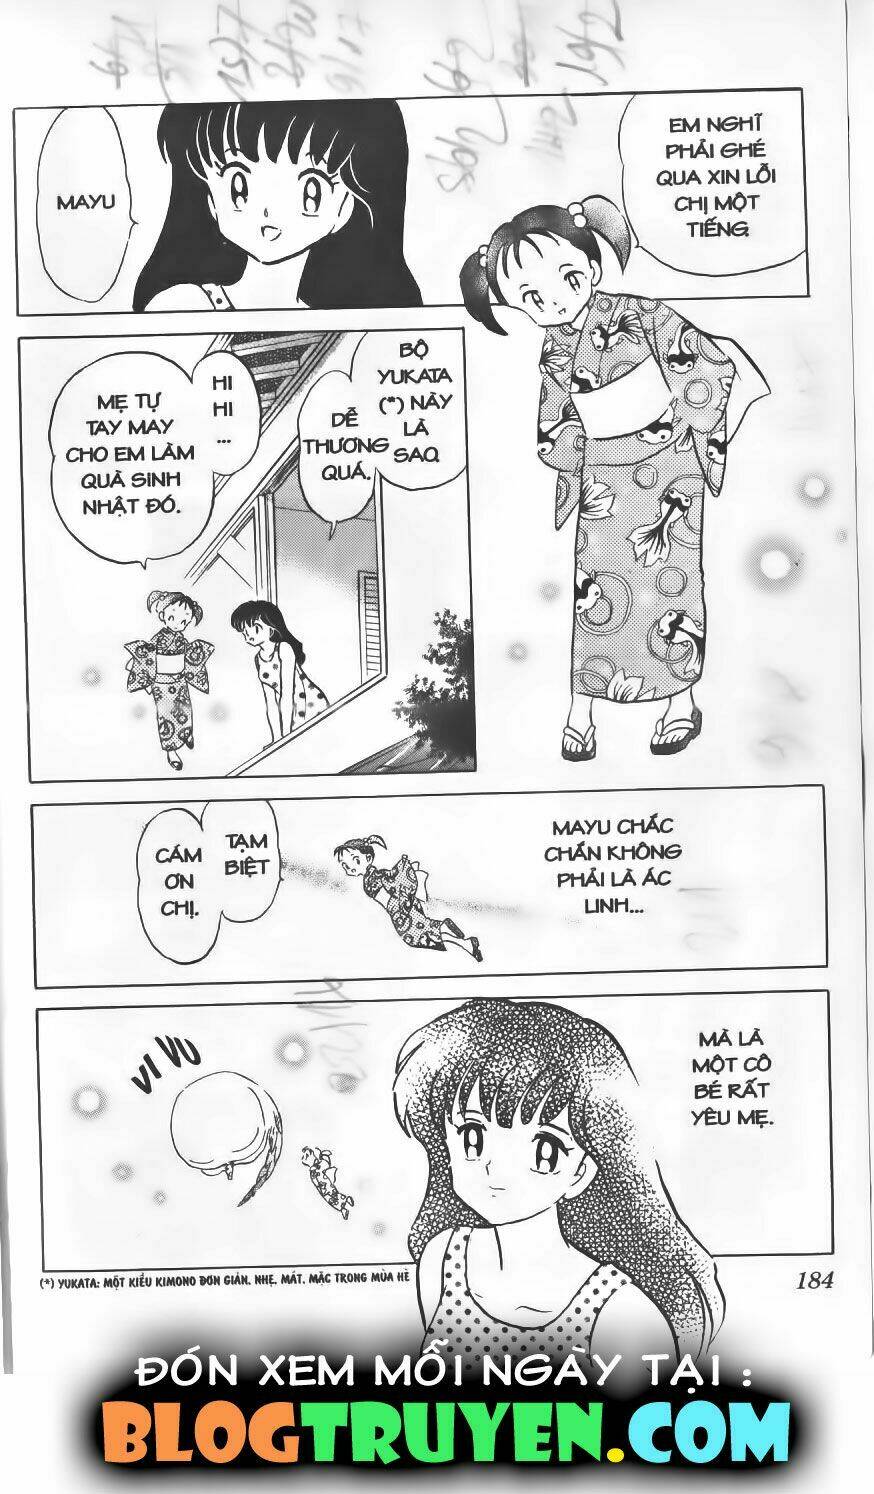 EM NGHĨ
PHẢI GHÉ
QUA XIN LỖI
CHỊ MỘT
TIẾNG.
MAYU
BỘ
YUKATA
(*) NÀY
LÀ
SAO.
DỄ
THƯƠNG
QUÁ.
HI
HI
...
MẸ TỰ
TAY MAY
CHO EM LÀM
QUÀ SINH
NHẬT ĐÓ.
MAYU CHẮC
CHẮN KHÔNG
PHẢI LÀ ÁC
LINH...
TẠM
BIỆT
CÁM
ƠN
CHỊ.
MÀ LÀ
MỘT CÔ
BÉ RẤT
YÊU MẸ.
VI VU
(*) YUKATA: MỘT KIỂU KIMONO ĐƠN GIẢN, NHẸ, MÁT, MẶC TRONG MÙA HÈ
184
ĐÓN XEM MỖI NGÀY TẠI :
BLOGTRUYEN.COM